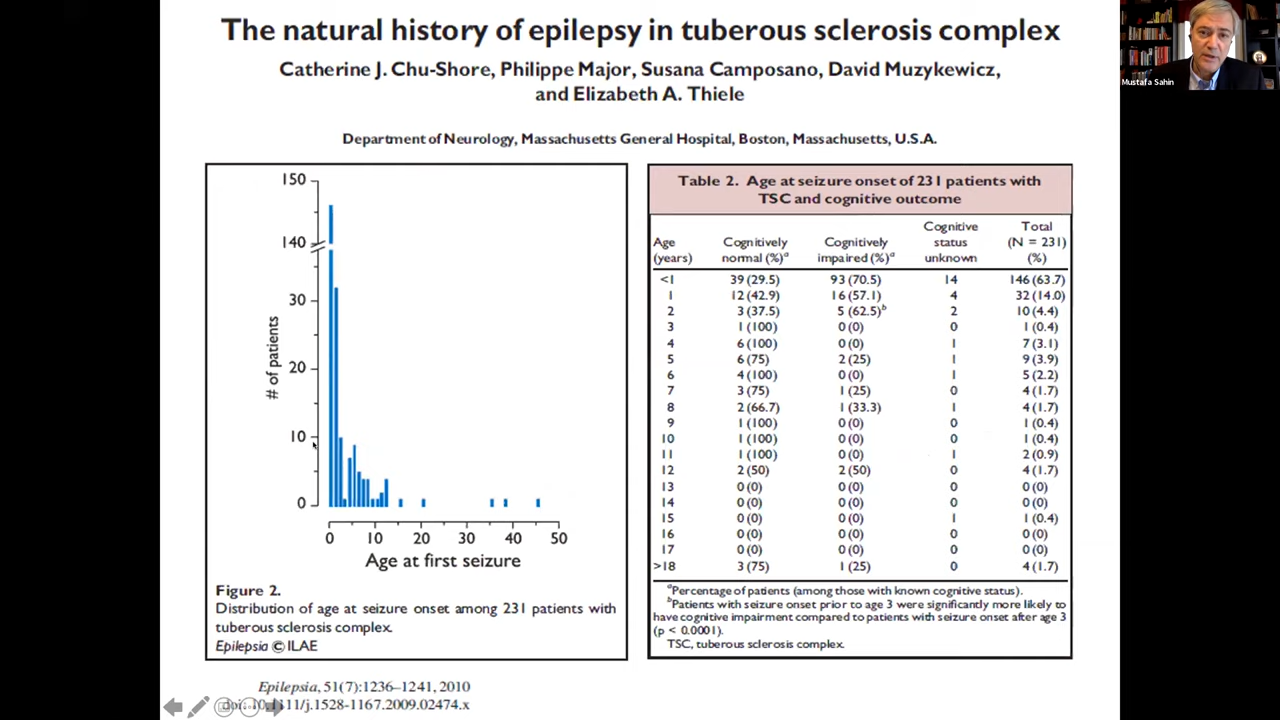 The natural history of epilepsy in tuberous sclerosis complex
Catherine J. Chu-Shore, Philippe Major, Susana Camposano, David Muzykewicz,
and Elizabeth A. Thiele
Department of Neurology, Massachusetts General Hospital, Boston, Massachusetts, U.S.A.
150
140
30
20
10
0
# of patients
0 10 20 30 40 50
Age at first seizure
Figure 2.
Distribution of age at seizure onset among 231 patients with
tuberous sclerosis complex.
Epilepsia © ILAE
Table 2. Age at seizure onset of 231 patients with
TSC and cognitive outcome
Age (years) Cognitively normal (%)a Cognitively impaired (%)a Cognitive status unknown Total (N = 231) (%)
<1 39 (29.5) 93 (70.5) 14 146 (63.7)
1 12 (42.9) 16 (57.1) 4 32 (14.0)
2 3 (37.5) 5 (62.5)b 2 10 (4.4)
3 1 (100) 0 (0) 0 1 (0.4)
4 6 (100) 0 (0) 1 7 (3.1)
5 6 (75) 2 (25) 1 9 (3.9)
6 4 (100) 0 (0) 1 5 (2.2)
7 3 (75) 1 (25) 0 4 (1.7)
8 2 (66.7) 1 (33.3) 1 4 (1.7)
9 1 (100) 0 (0) 0 1 (0.4)
10 1 (100) 0 (0) 0 1 (0.4)
11 1 (100) 0 (0) 1 2 (0.9)
12 2 (50) 2 (50) 0 4 (1.7)
13 0 (0) 0 (0) 0 0 (0)
14 0 (0) 0 (0) 0 0 (0)
15 0 (0) 0 (0) 1 1 (0.4)
16 0 (0) 0 (0) 0 0 (0)
17 0 (0) 0 (0) 0 0 (0)
>18 3 (75) 1 (25) 0 4 (1.7)
aPercentage of patients (among those with known cognitive status).
bPatients with seizure onset prior to age 3 were significantly more likely to
have cognitive impairment compared to patients with seizure onset after age 3
(p < 0.0001).
TSC, tuberous sclerosis complex.
Epilepsia, 51(7):1236–1241, 2010
doi: 10.1111/j.1528-1167.2009.02474.x
Mustafa Sahin